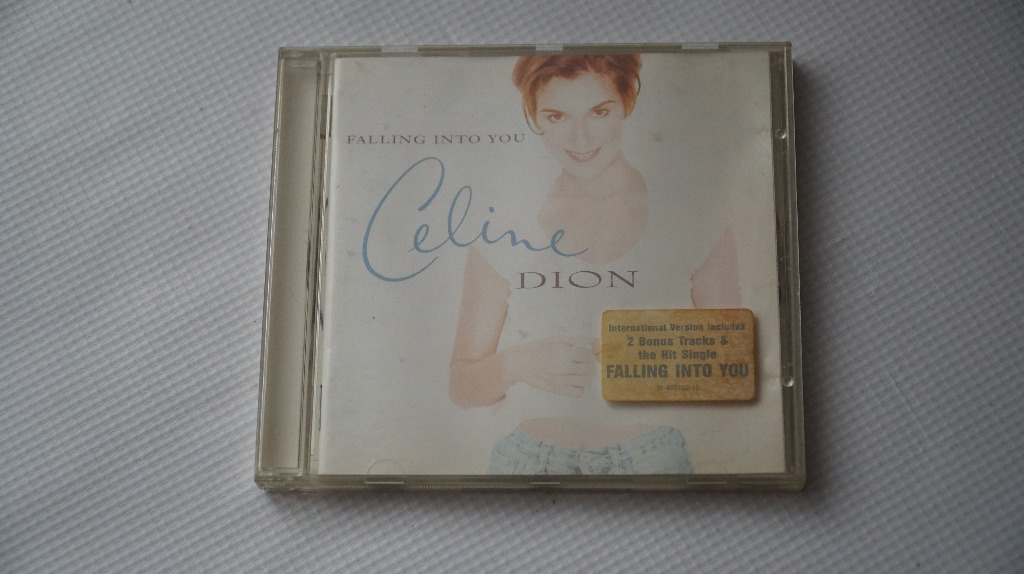 FALLING INTO YOU
Celine
DION
International Version Includes
2 Bonus Tracks &
the Hit Single
FALLING INTO YOU